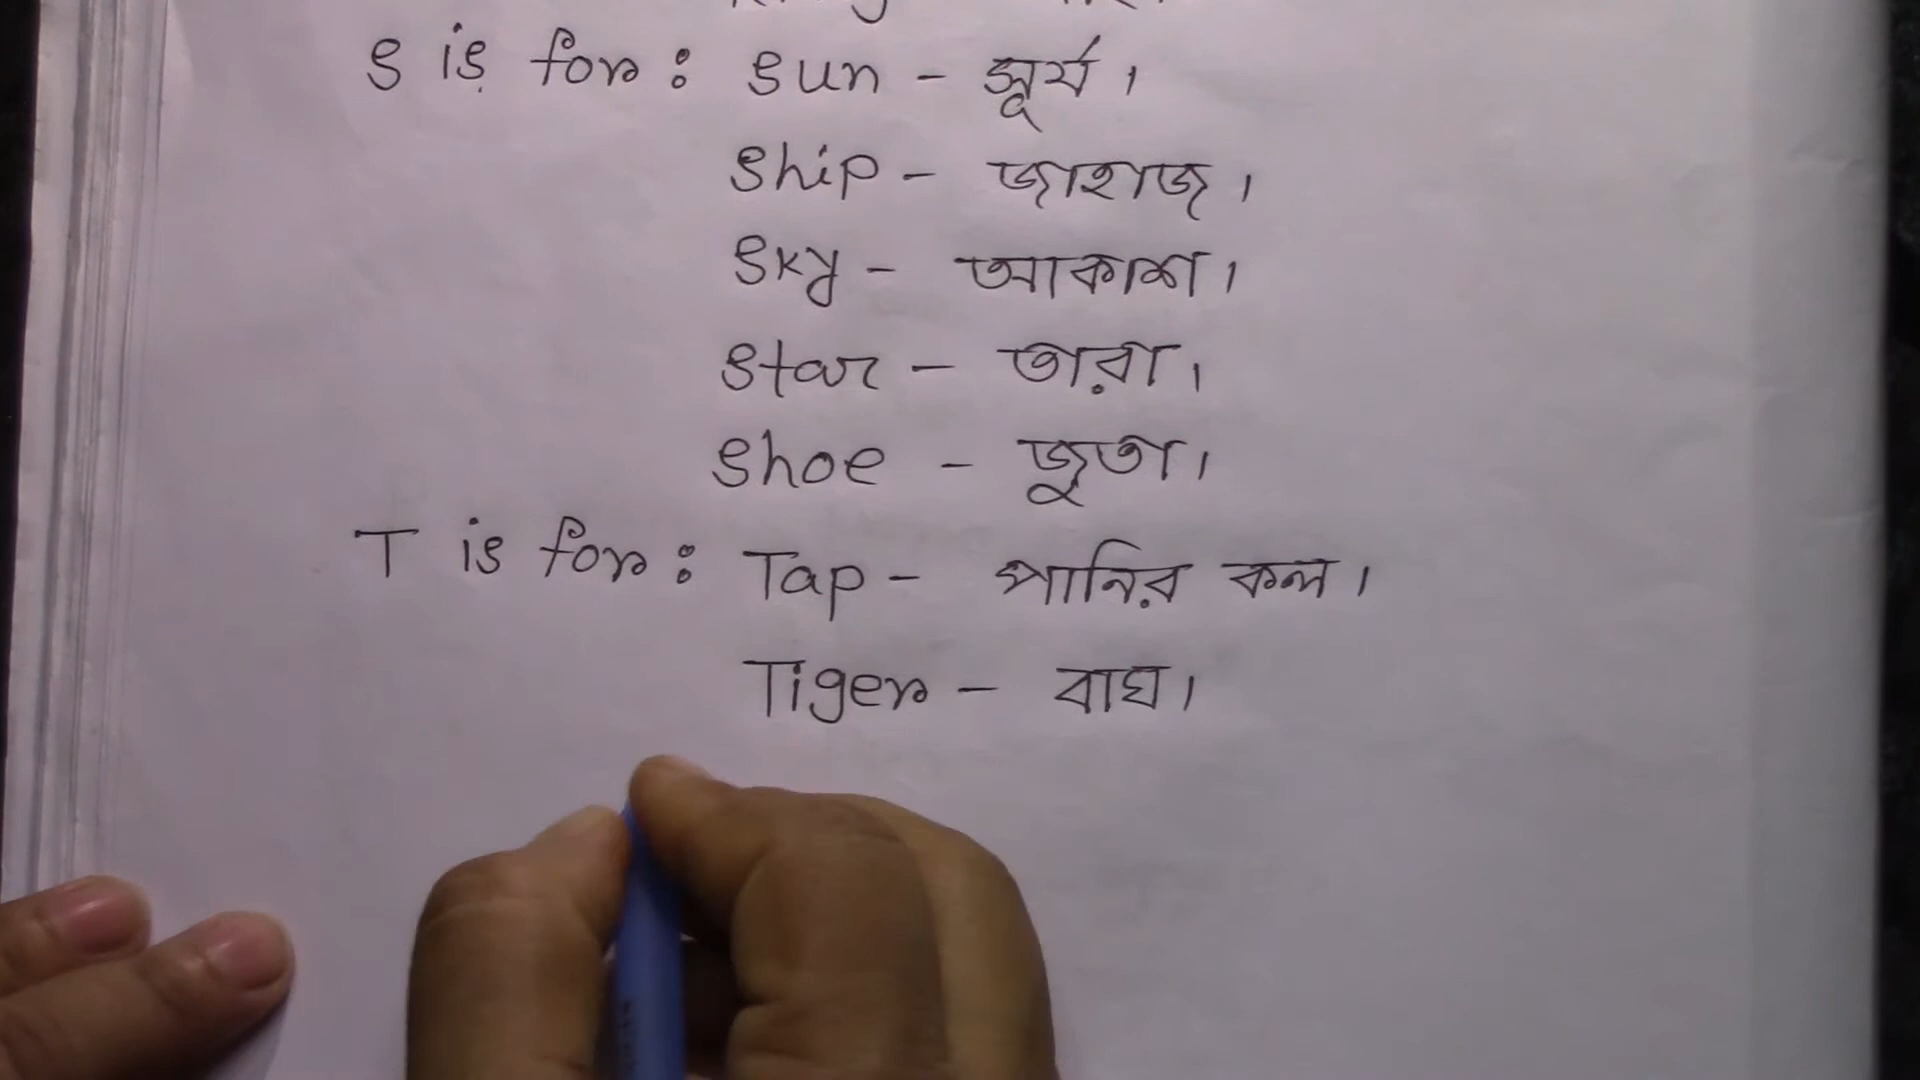 S is for : Sun - সূর্য।
Ship - জাহাজ।
Sky - আকাশ।
Star - তারা।
Shoe - জুতা।
T is for : Tap - পানির কল।
Tiger - বাঘ।